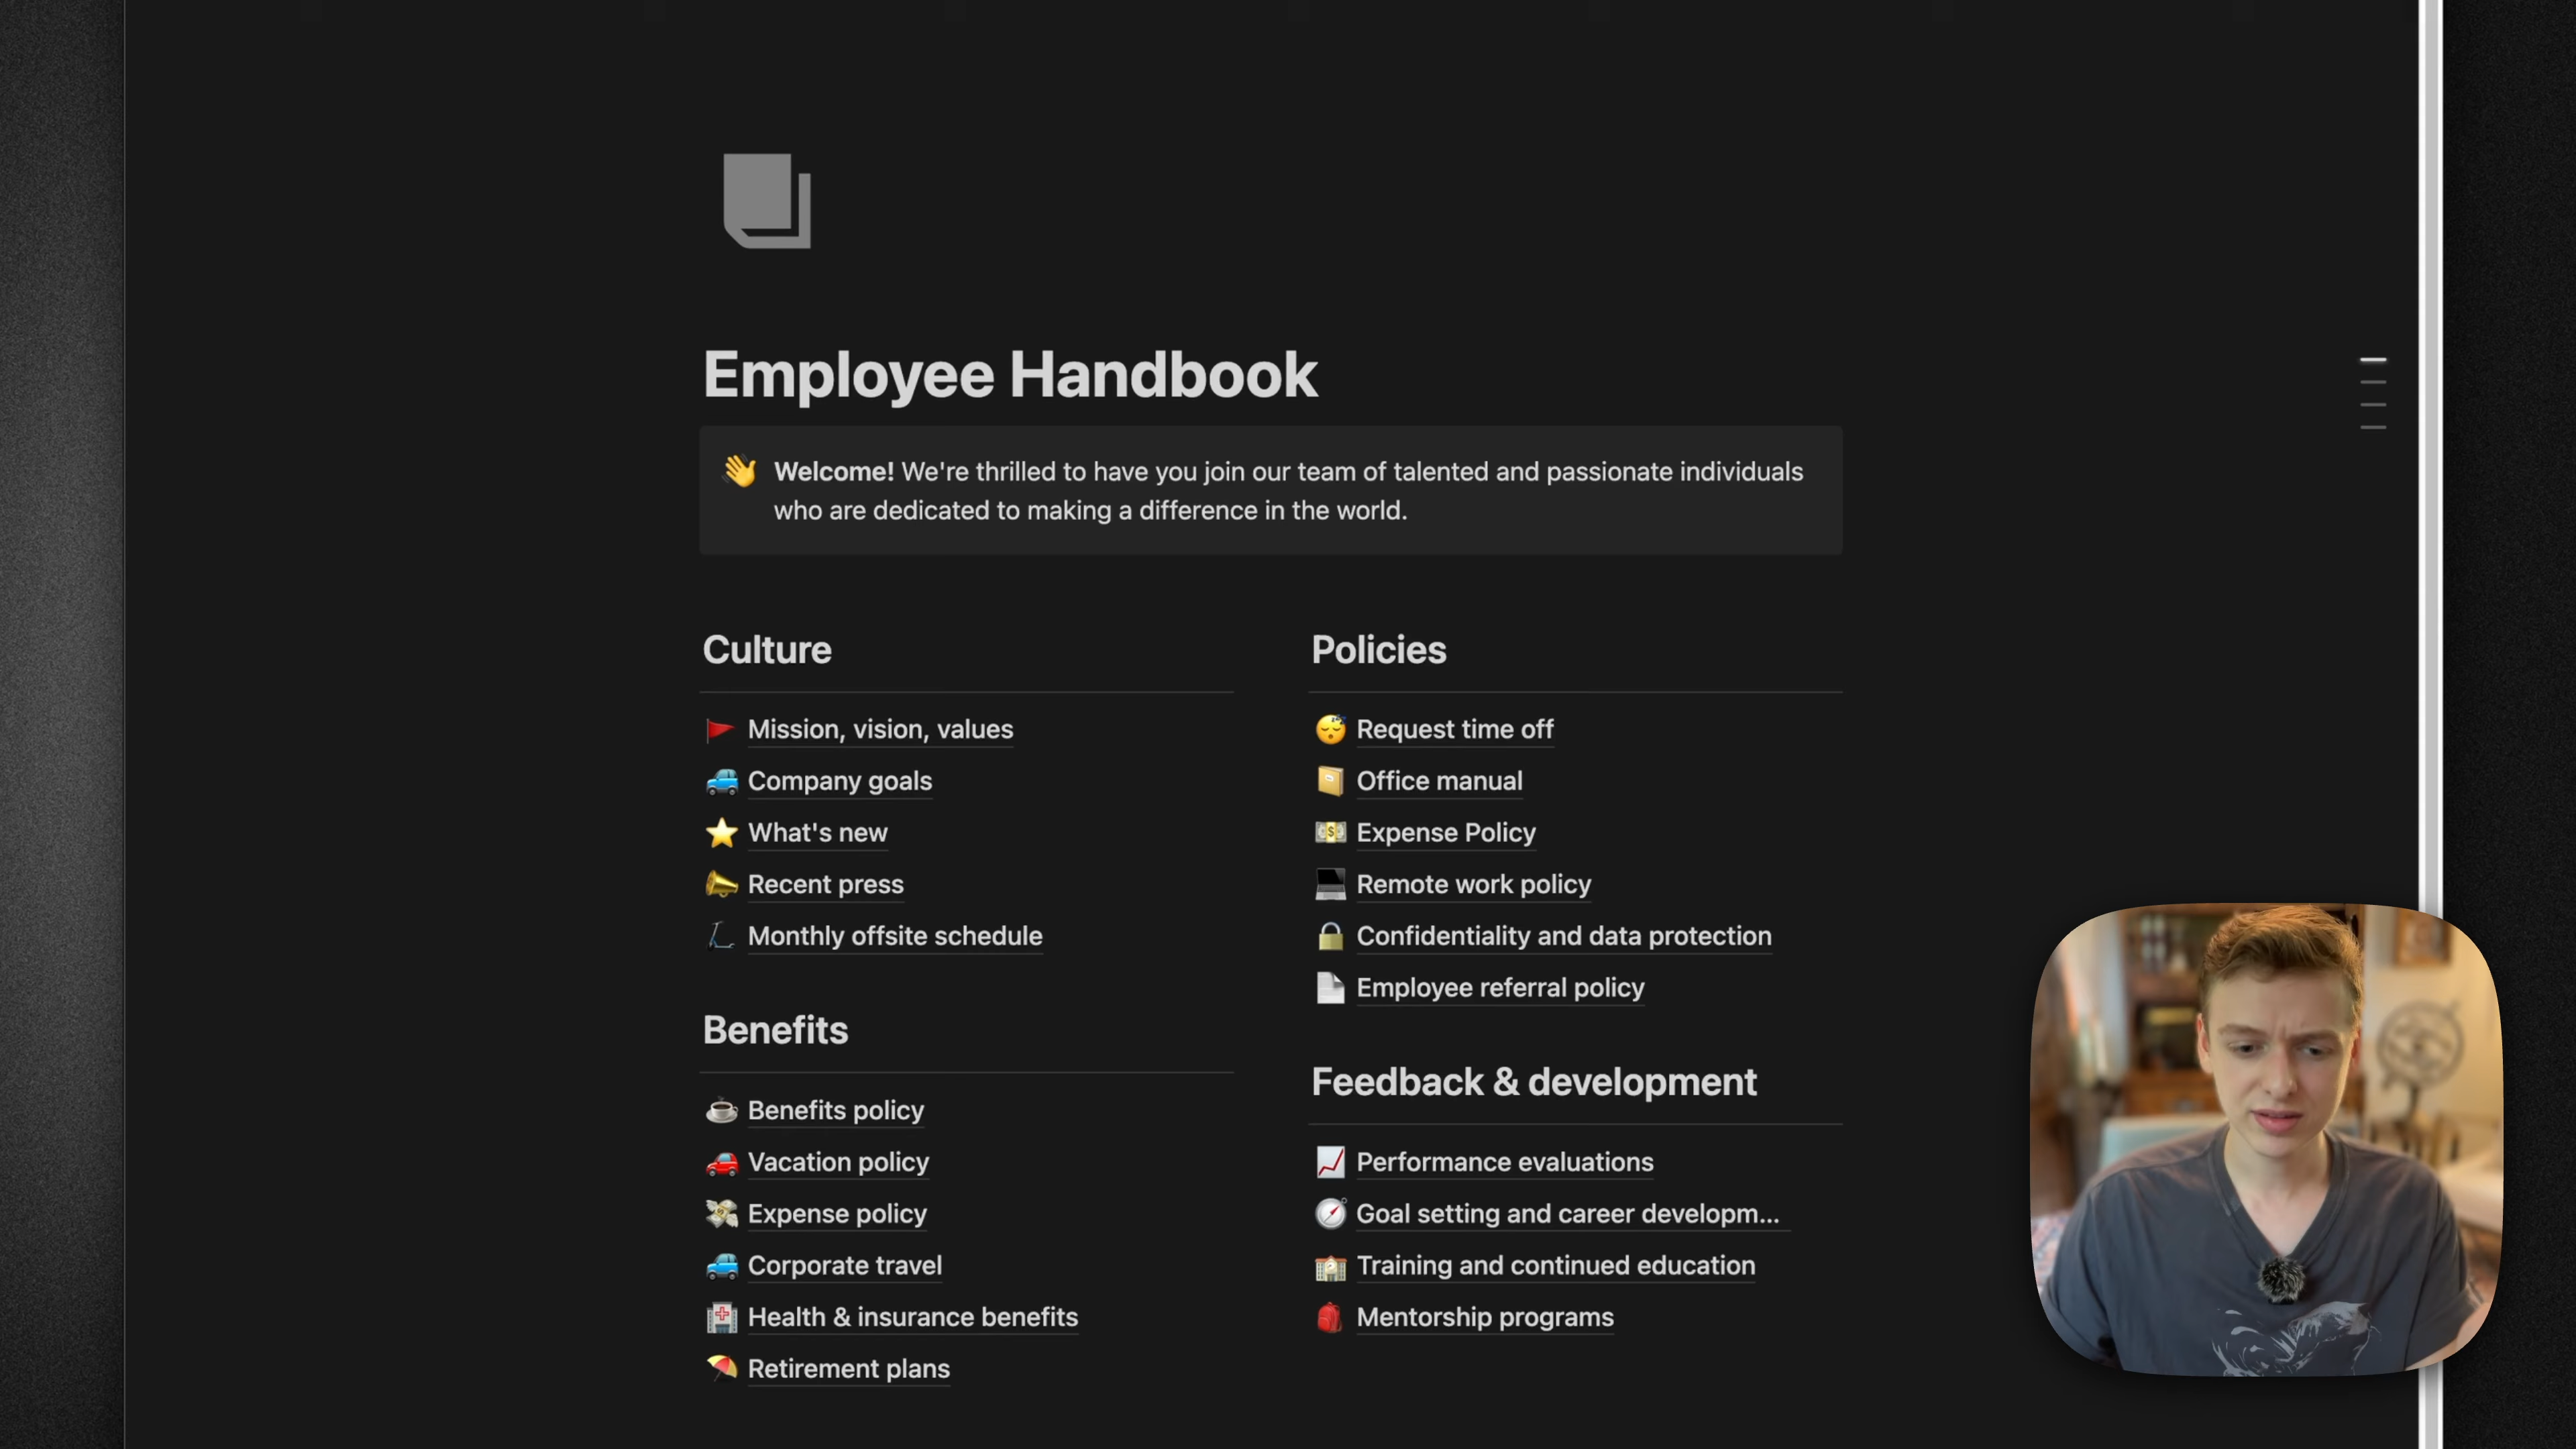 Employee Handbook
Welcome! We're thrilled to have you join our team of talented and passionate individuals
who are dedicated to making a difference in the world.
Culture
Mission, vision, values
Company goals
What's new
Recent press
Monthly offsite schedule
Benefits
Benefits policy
Vacation policy
Expense policy
Corporate travel
Health & insurance benefits
Retirement plans
Policies
Request time off
Office manual
Expense Policy
Remote work policy
Confidentiality and data protection
Employee referral policy
Feedback & development
Performance evaluations
Goal setting and career developm...
Training and continued education
Mentorship programs